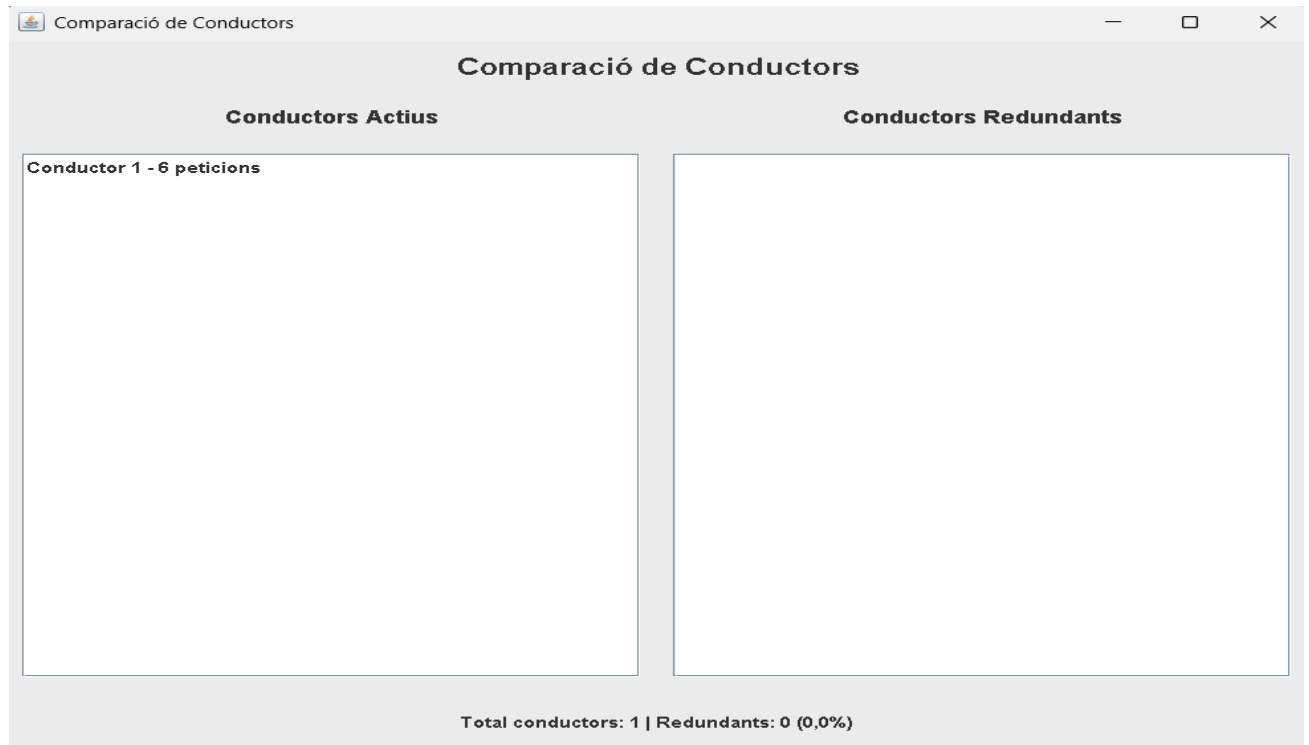 Comparació de Conductors
Comparació de Conductors
Conductors Actius
Conductors Redundants
Conductor 1 - 6 peticions
Total conductors: 1 | Redundants: 0 (0,0%)